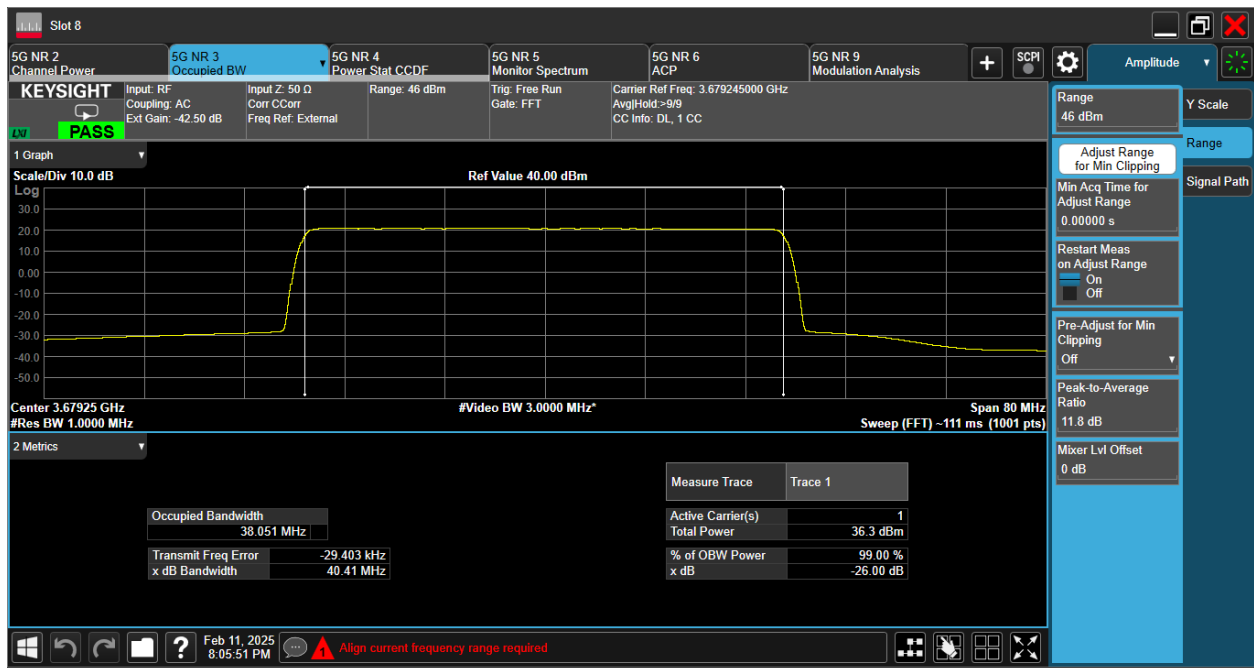 Slot 8
5G NR 2
Channel Power
5G NR 3
Occupied BW
5G NR 4
Power Stat CCDF
5G NR 5
Monitor Spectrum
5G NR 6
ACP
5G NR 9
Modulation Analysis
SCPI
Amplitude
KEYSIGHT
LXI
PASS
Input: RF
Coupling: AC
Ext Gain: -42.50 dB
Input Z: 50 Ω
Corr CCorr
Freq Ref: External
Range: 46 dBm
Trig: Free Run
Gate: FFT
Carrier Ref Freq: 3.679245000 GHz
Avg|Hold:>9/9
CC Info: DL, 1 CC
1 Graph
Scale/Div 10.0 dB
Ref Value 40.00 dBm
Log
30.0
20.0
10.0
0.00
-10.0
-20.0
-30.0
-40.0
-50.0
Center 3.67925 GHz
#Video BW 3.0000 MHz*
Span 80 MHz
#Res BW 1.0000 MHz
Sweep (FFT) ~111 ms (1001 pts)
2 Metrics
Measure Trace
Trace 1
Occupied Bandwidth
38.051 MHz
Active Carrier(s)
1
Total Power
36.3 dBm
Transmit Freq Error
-29.403 kHz
% of OBW Power
99.00 %
x dB Bandwidth
40.41 MHz
x dB
-26.00 dB
Range
46 dBm
Adjust Range
for Min Clipping
Min Acq Time for
Adjust Range
0.00000 s
Restart Meas
on Adjust Range
On
Off
Pre-Adjust for Min
Clipping
Off
Peak-to-Average
Ratio
11.8 dB
Mixer Lvl Offset
0 dB
Y Scale
Range
Signal Path
?
Feb 11, 2025
8:05:51 PM
1
Align current frequency range required